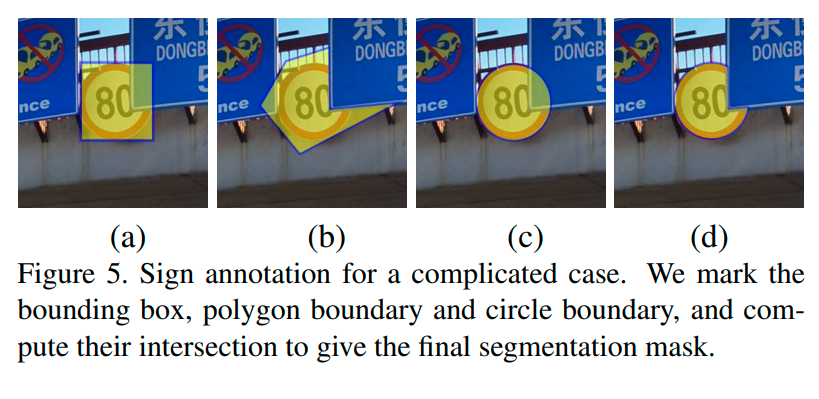 nce
80
东
DONGB
5
nce
80
东
DONGB
5
nce
80
东
DONGB
5
nce
80
东
DONGB
5
(a)
(b)
(c)
(d)
Figure 5. Sign annotation for a complicated case. We mark the
bounding box, polygon boundary and circle boundary, and com-
pute their intersection to give the final segmentation mask.